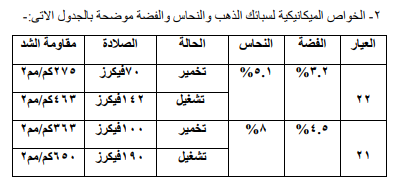 ٢- الخواص الميكانيكية لسبائك الذهب والنحاس والفضة موضحة بالجدول الاتى:-
العيار الفضة النحاس الحالة الصلادة مقاومة الشد
٢٢ ٣.٢% ٥.١% تخمير ٧٠فيكرز ٢٧٥كم/مم٢
تشغيل ١٤٢فيكرز ٤٦٣كم/مم٢
٢١ ٤.٥% ٨% تخمير ١٠٠فيكرز ٣٦٣كم/مم٢
تشغيل ١٩٠فيكرز ٦٥٠كم/مم٢